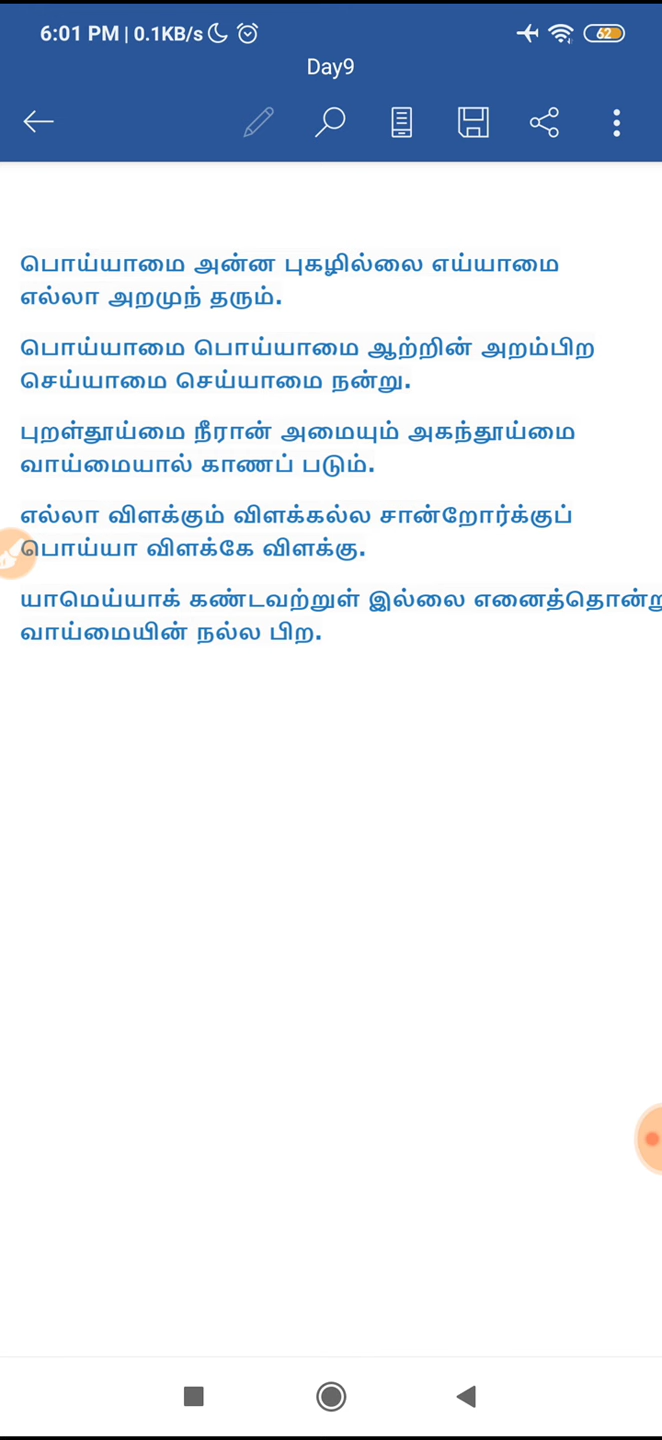 6:01 PM | 0.1KB/s
62
Day9
பொய்யாமை அன்ன புகழில்லை எய்யாமை
எல்லா அறமுந் தரும்.
பொய்யாமை பொய்யாமை ஆற்றின் அறம்பிற
செய்யாமை செய்யாமை நன்று.
புறள்தூய்மை நீரான் அமையும் அகந்தூய்மை
வாய்மையால் காணப் படும்.
எல்லா விளக்கும் விளக்கல்ல சான்றோர்க்குப்
பொய்யா விளக்கே விளக்கு.
யாமெய்யாக் கண்டவற்றுள் இல்லை எனைத்தொன்று
வாய்மையின் நல்ல பிற.